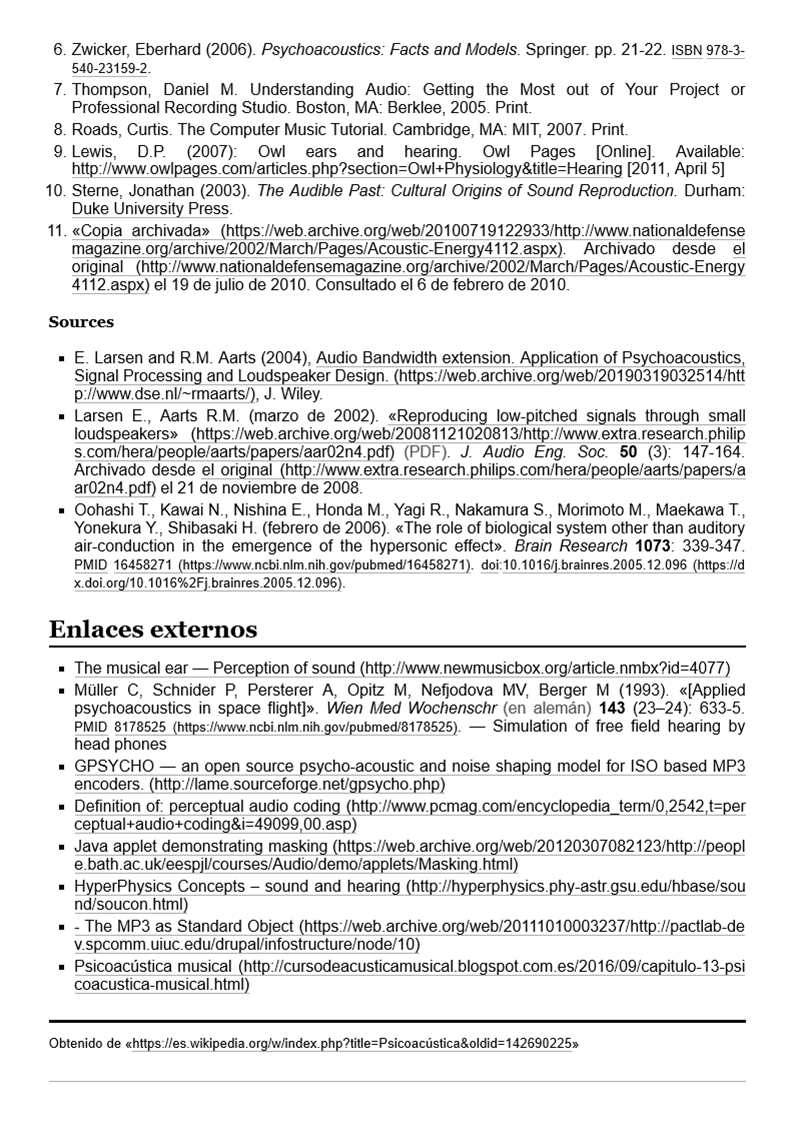 6. Zwicker, Eberhard (2006). Psychoacoustics: Facts and Models. Springer. pp. 21-22. ISBN 978-3-
540-23159-2.
7. Thompson, Daniel M. Understanding Audio: Getting the Most out of Your Project or
Professional Recording Studio. Boston, MA: Berklee, 2005. Print.
8. Roads, Curtis. The Computer Music Tutorial. Cambridge, MA: MIT, 2007. Print.
9. Lewis, D.P. (2007): Owl ears and hearing. Owl Pages [Online]. Available:
http://www.owlpages.com/articles.php?section=Owl+Physiology&title=Hearing [2011, April 5]
10. Sterne, Jonathan (2003). The Audible Past: Cultural Origins of Sound Reproduction. Durham:
Duke University Press.
11. «Copia archivada» (https://web.archive.org/web/20100719122933/http://www.nationaldefense
magazine.org/archive/2002/March/Pages/Acoustic-Energy4112.aspx). Archivado desde el
original (http://www.nationaldefensemagazine.org/archive/2002/March/Pages/Acoustic-Energy
4112.aspx) el 19 de julio de 2010. Consultado el 6 de febrero de 2010.
Sources
▪ E. Larsen and R.M. Aarts (2004), Audio Bandwidth extension. Application of Psychoacoustics,
Signal Processing and Loudspeaker Design. (https://web.archive.org/web/20190319032514/htt
p://www.dse.nl/~rmaarts/), J. Wiley.
▪ Larsen E., Aarts R.M. (marzo de 2002). «Reproducing low-pitched signals through small
loudspeakers» (https://web.archive.org/web/20081121020813/http://www.extra.research.philip
s.com/hera/people/aarts/papers/aar02n4.pdf) (PDF). J. Audio Eng. Soc. 50 (3): 147-164.
Archivado desde el original (http://www.extra.research.philips.com/hera/people/aarts/papers/a
ar02n4.pdf) el 21 de noviembre de 2008.
▪ Oohashi T., Kawai N., Nishina E., Honda M., Yagi R., Nakamura S., Morimoto M., Maekawa T.,
Yonekura Y., Shibasaki H. (febrero de 2006). «The role of biological system other than auditory
air-conduction in the emergence of the hypersonic effect». Brain Research 1073: 339-347.
PMID 16458271 (https://www.ncbi.nlm.nih.gov/pubmed/16458271). doi:10.1016/j.brainres.2005.12.096 (https://d
x.doi.org/10.1016%2Fj.brainres.2005.12.096).
Enlaces externos
▪ The musical ear — Perception of sound (http://www.newmusicbox.org/article.nmbx?id=4077)
▪ Müller C, Schnider P, Persterer A, Opitz M, Nefjodova MV, Berger M (1993). «[Applied
psychoacoustics in space flight]». Wien Med Wochenschr (en alemán) 143 (23–24): 633-5.
PMID 8178525 (https://www.ncbi.nlm.nih.gov/pubmed/8178525). — Simulation of free field hearing by
head phones
▪ GPSYCHO — an open source psycho-acoustic and noise shaping model for ISO based MP3
encoders. (http://lame.sourceforge.net/gpsycho.php)
▪ Definition of: perceptual audio coding (http://www.pcmag.com/encyclopedia_term/0,2542,t=per
ceptual+audio+coding&i=49099,00.asp)
▪ Java applet demonstrating masking (https://web.archive.org/web/20120307082123/http://peopl
e.bath.ac.uk/eespjl/courses/Audio/demo/applets/Masking.html)
▪ HyperPhysics Concepts – sound and hearing (http://hyperphysics.phy-astr.gsu.edu/hbase/sou
nd/soucon.html)
▪ - The MP3 as Standard Object (https://web.archive.org/web/20111010003237/http://pactlab-de
v.spcomm.uiuc.edu/drupal/infostructure/node/10)
▪ Psicoacústica musical (http://cursodeacusticamusical.blogspot.com.es/2016/09/capitulo-13-psi
coacustica-musical.html)
Obtenido de «https://es.wikipedia.org/w/index.php?title=Psicoacústica&oldid=142690225»